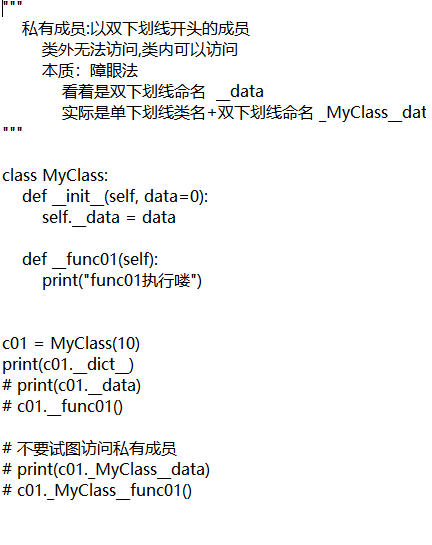 """
    私有成员:以双下划线开头的成员
        类外无法访问,类内可以访问
        本质：障眼法
            看着是双下划线命名  __data
            实际是单下划线类名+双下划线命名 _MyClass__dat
"""

class MyClass:
    def __init__(self, data=0):
        self.__data = data

    def __func01(self):
        print("func01执行喽")


c01 = MyClass(10)
print(c01.__dict__)
# print(c01.__data)
# c01.__func01()

# 不要试图访问私有成员
# print(c01._MyClass__data)
# c01._MyClass__func01()